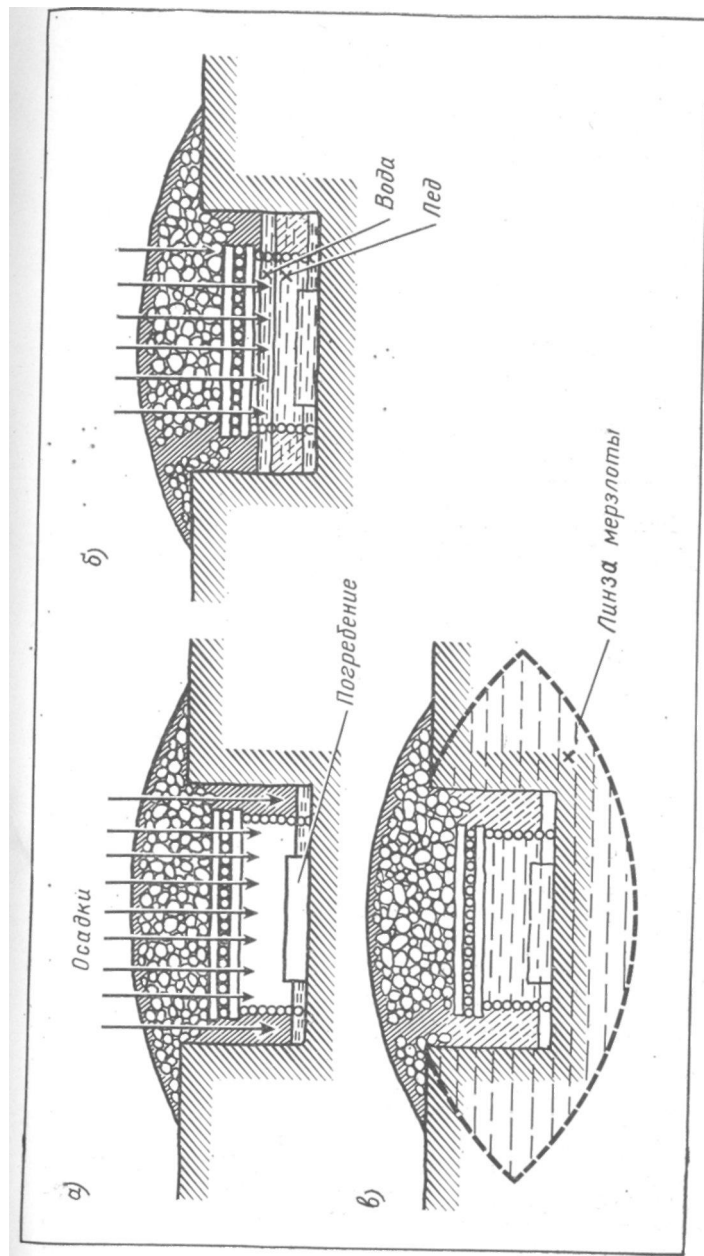 а)
Осадки
Погребение
б)
Вода
Лед
в)
Линза мерзлоты